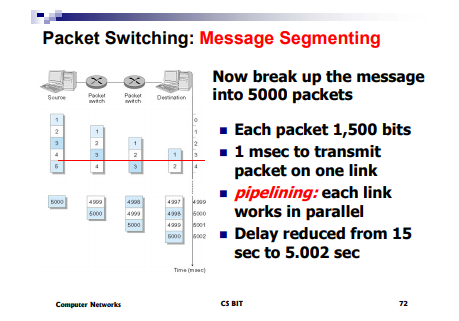 Packet Switching: Message Segmenting
Source
Packet
switch
Packet
switch
Destination
1
2
3
4
5
1
2
3
4
1
2
3
1
2
0
1
2
3
4
5000
4999
5000
4998
4999
5000
4997
4998
4999
5000
4999
5000
5001
5002
Time (msec)
Now break up the message
into 5000 packets
Each packet 1,500 bits
1 msec to transmit
packet on one link
pipelining: each link
works in parallel
Delay reduced from 15
sec to 5.002 sec
Computer Networks
CS BIT
72